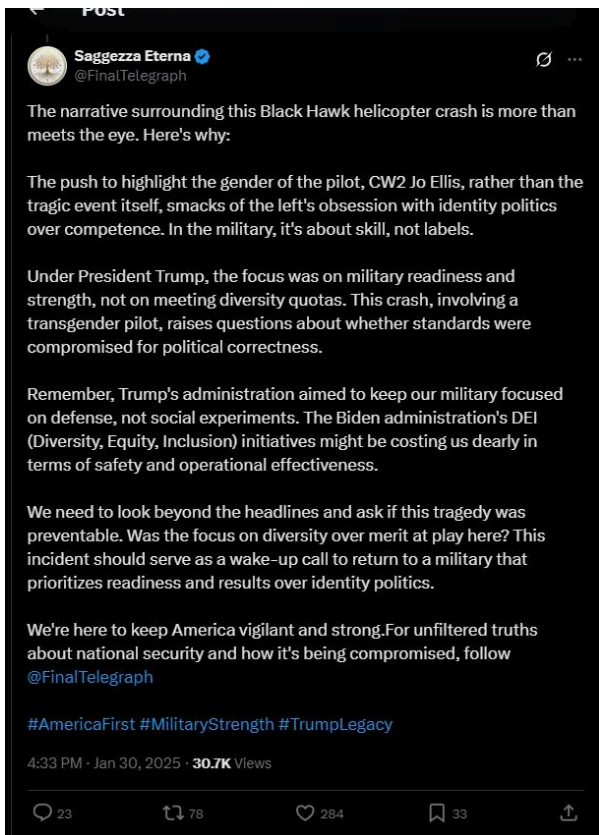 Post
Saggezza Eterna
@FinalTelegraph
The narrative surrounding this Black Hawk helicopter crash is more than
meets the eye. Here's why:
The push to highlight the gender of the pilot, CW2 Jo Ellis, rather than the
tragic event itself, smacks of the left's obsession with identity politics
over competence. In the military, it's about skill, not labels.
Under President Trump, the focus was on military readiness and
strength, not on meeting diversity quotas. This crash, involving a
transgender pilot, raises questions about whether standards were
compromised for political correctness.
Remember, Trump's administration aimed to keep our military focused
on defense, not social experiments. The Biden administration's DEI
(Diversity, Equity, Inclusion) initiatives might be costing us dearly in
terms of safety and operational effectiveness.
We need to look beyond the headlines and ask if this tragedy was
preventable. Was the focus on diversity over merit at play here? This
incident should serve as a wake-up call to return to a military that
prioritizes readiness and results over identity politics.
We're here to keep America vigilant and strong.For unfiltered truths
about national security and how it's being compromised, follow
@FinalTelegraph
#AmericaFirst #MilitaryStrength #TrumpLegacy
4:33 PM · Jan 30, 2025 · 30.7K Views
23 78 284 33